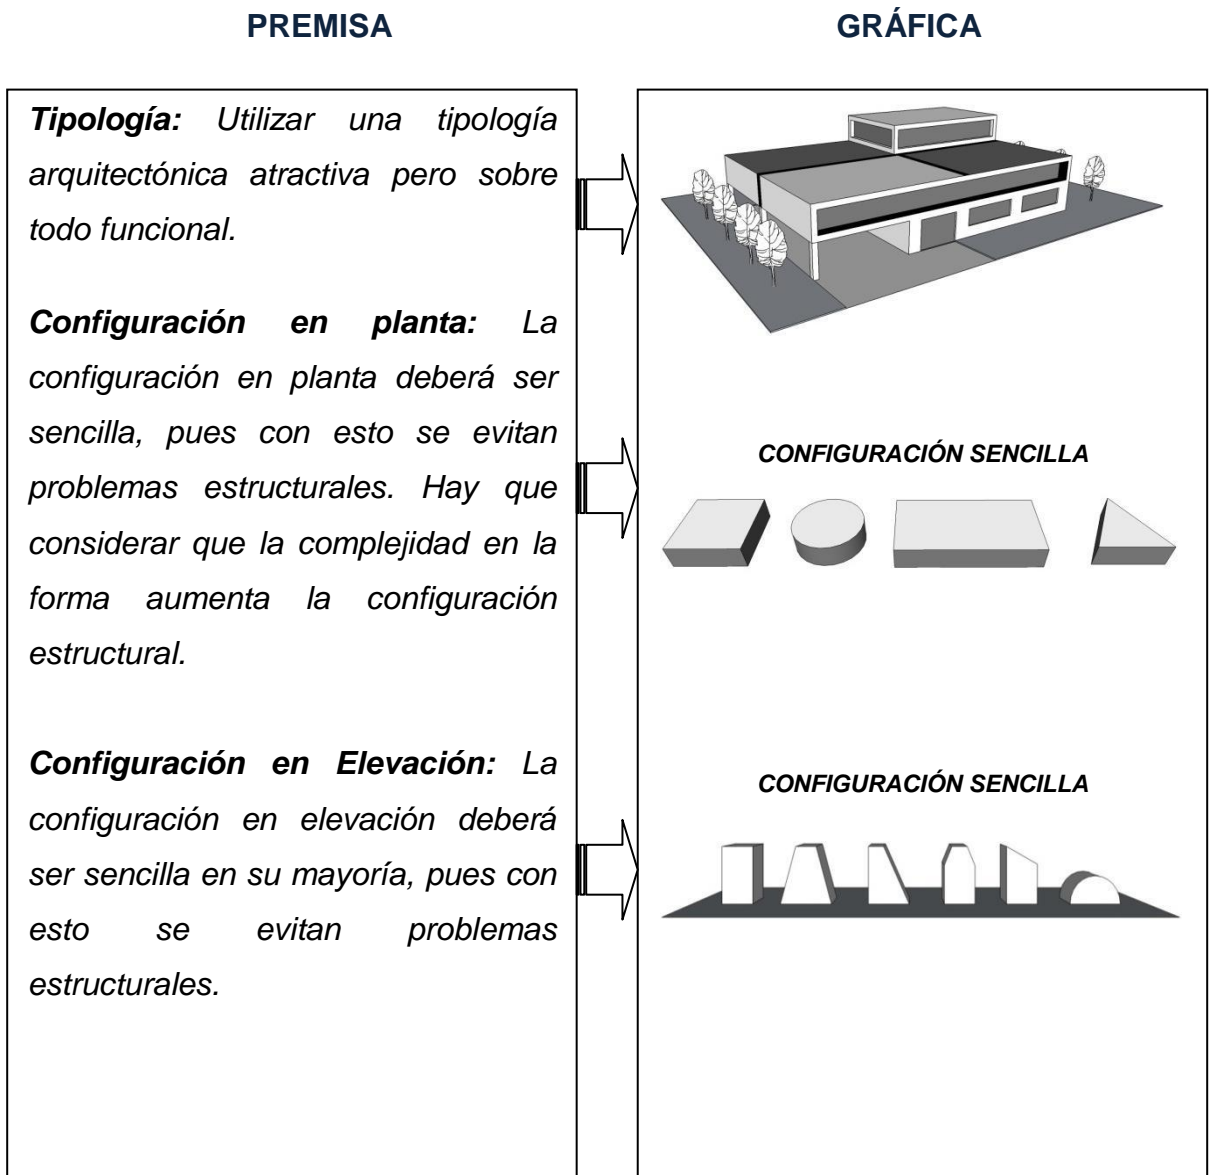 PREMISA
GRÁFICA
Tipología: Utilizar una tipología
arquitectónica atractiva pero sobre
todo funcional.
Configuración en planta: La
configuración en planta deberá ser
sencilla, pues con esto se evitan
problemas estructurales. Hay que
considerar que la complejidad en la
forma aumenta la configuración
estructural.
Configuración en Elevación: La
configuración en elevación deberá
ser sencilla en su mayoría, pues con
esto se evitan problemas
estructurales.
CONFIGURACIÓN SENCILLA
CONFIGURACIÓN SENCILLA